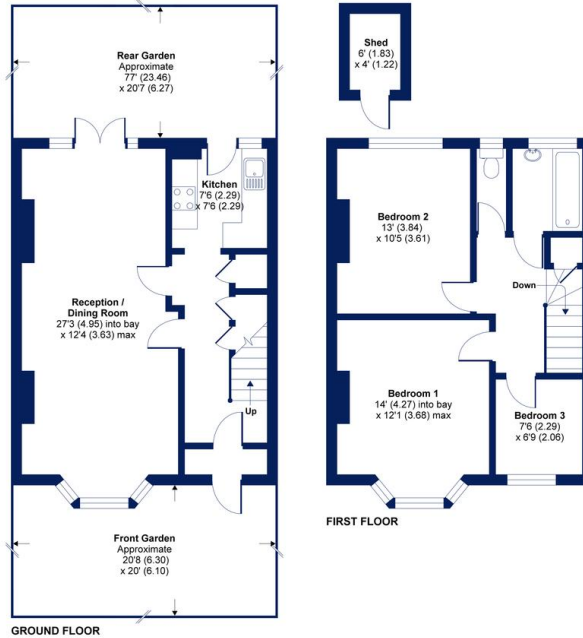 Rear Garden
Approximate
77' (23.46)
x 20'7 (6.27)
Kitchen
7'6 (2.29)
x 7'6 (2.29)
Reception /
Dining Room
27'3 (4.95) into bay
x 12'4 (3.63) max
Up
Front Garden
Approximate
20'8 (6.30)
x 20' (6.10)
GROUND FLOOR
Shed
6' (1.83)
x 4' (1.22)
Bedroom 2
13' (3.84)
x 10'5 (3.61)
Down
Bedroom 1
14' (4.27) into bay
x 12'1 (3.68) max
Bedroom 3
7'6 (2.29)
x 6'9 (2.06)
FIRST FLOOR